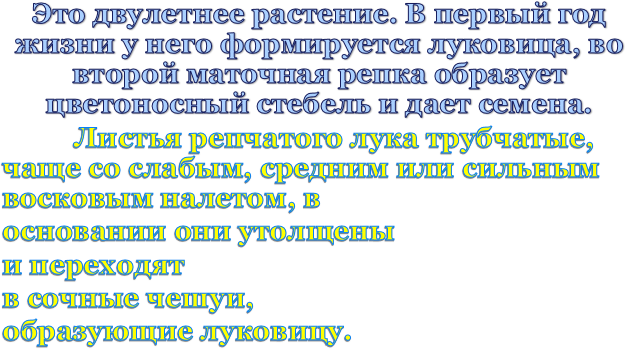 Это двулетнее растение. В первый год
жизни у него формируется луковица, во
второй маточная репка образует
цветоносный стебель и дает семена.
Листья репчатого лука трубчатые,
чаще со слабым, средним или сильным
восковым налетом, в
основании они утолщены
и переходят
в сочные чешуи,
образующие луковицу.